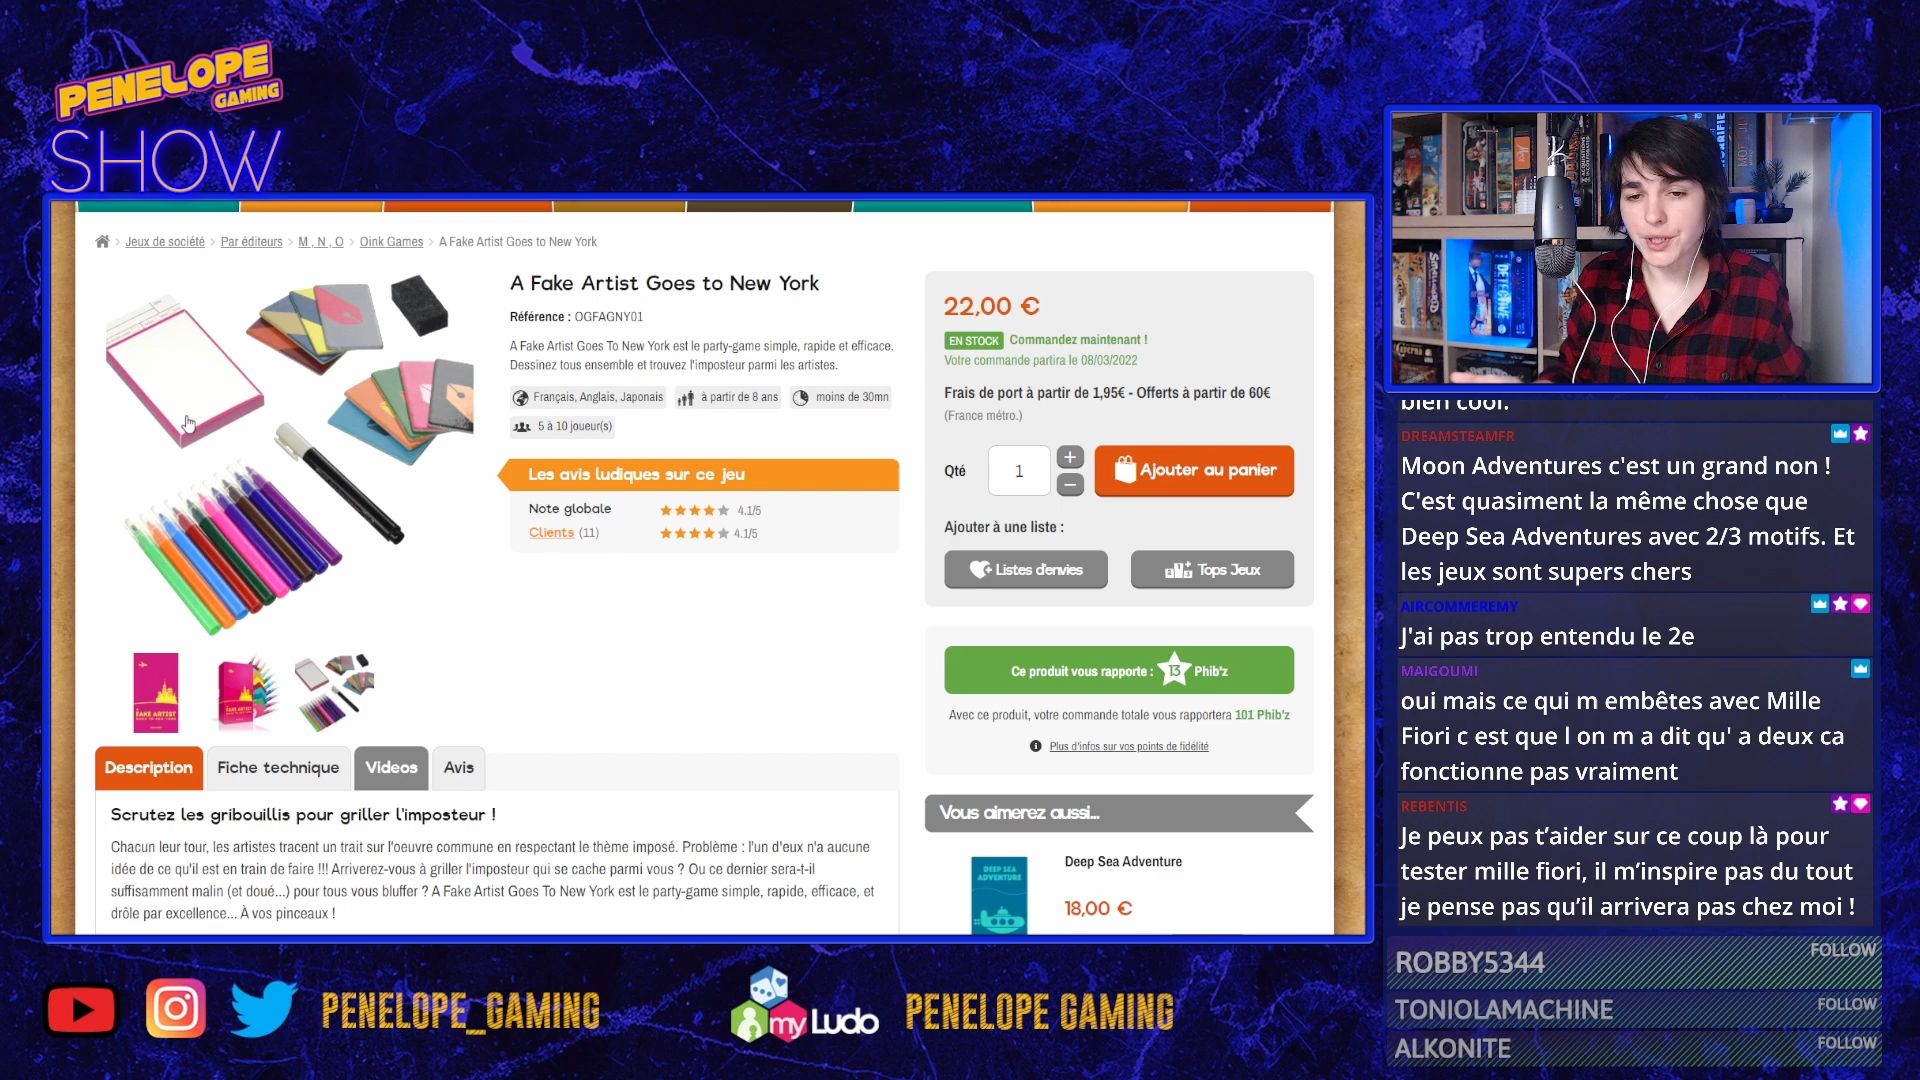 PENELOPE
GAMING
SHOW
Jeux de société > Par éditeurs > M , N , O > Oink Games > A Fake Artist Goes to New York
A Fake Artist Goes to New York
Référence : OGFAGNY01
A Fake Artist Goes To New York est le party-game simple, rapide et efficace.
Dessinez tous ensemble et trouvez l'imposteur parmi les artistes.
Français, Anglais, Japonais
à partir de 8 ans
moins de 30mn
5 à 10 joueur(s)
Les avis ludiques sur ce jeu
Note globale 4.1/5
Clients (11) 4.1/5
22,00 €
EN STOCK Commandez maintenant !
Votre commande partira le 08/03/2022
Frais de port à partir de 1,95€ - Offerts à partir de 60€
(France métro.)
Qté 1 + − Ajouter au panier
Ajouter à une liste :
Listes d'envies
Tops Jeux
Ce produit vous rapporte : 13 Phib'z
Avec ce produit, votre commande totale vous rapportera 101 Phib'z
Plus d'infos sur vos points de fidélité
FAKE ARTIST
Description
Fiche technique
Videos
Avis
Scrutez les gribouillis pour griller l'imposteur !
Chacun leur tour, les artistes tracent un trait sur l'oeuvre commune en respectant le thème imposé. Problème : l'un d'eux n'a aucune
idée de ce qu'il est en train de faire !!! Arriverez-vous à griller l'imposteur qui se cache parmi vous ? Ou ce dernier sera-t-il
suffisamment malin (et doué...) pour tous vous bluffer ? A Fake Artist Goes To New York est le party-game simple, rapide, efficace, et
drôle par excellence... À vos pinceaux !
Vous aimerez aussi...
DEEP SEA
ADVENTURE
Deep Sea Adventure
18,00 €
DETECTIVE
bien cool.
DREAMSTEAMFR
Moon Adventures c'est un grand non !
C'est quasiment la même chose que
Deep Sea Adventures avec 2/3 motifs. Et
les jeux sont supers chers
AIRCOMMEREMY
J'ai pas trop entendu le 2e
MAIGOUMI
oui mais ce qui m embêtes avec Mille
Fiori c est que l on m a dit qu' a deux ca
fonctionne pas vraiment
REBENTIS
Je peux pas t’aider sur ce coup là pour
tester mille fiori, il m’inspire pas du tout
je pense pas qu’il arrivera pas chez moi !
ROBBY5344 FOLLOW
TONIOLAMACHINE FOLLOW
ALKONITE FOLLOW
PENELOPE_GAMING
myLudo
PENELOPE GAMING